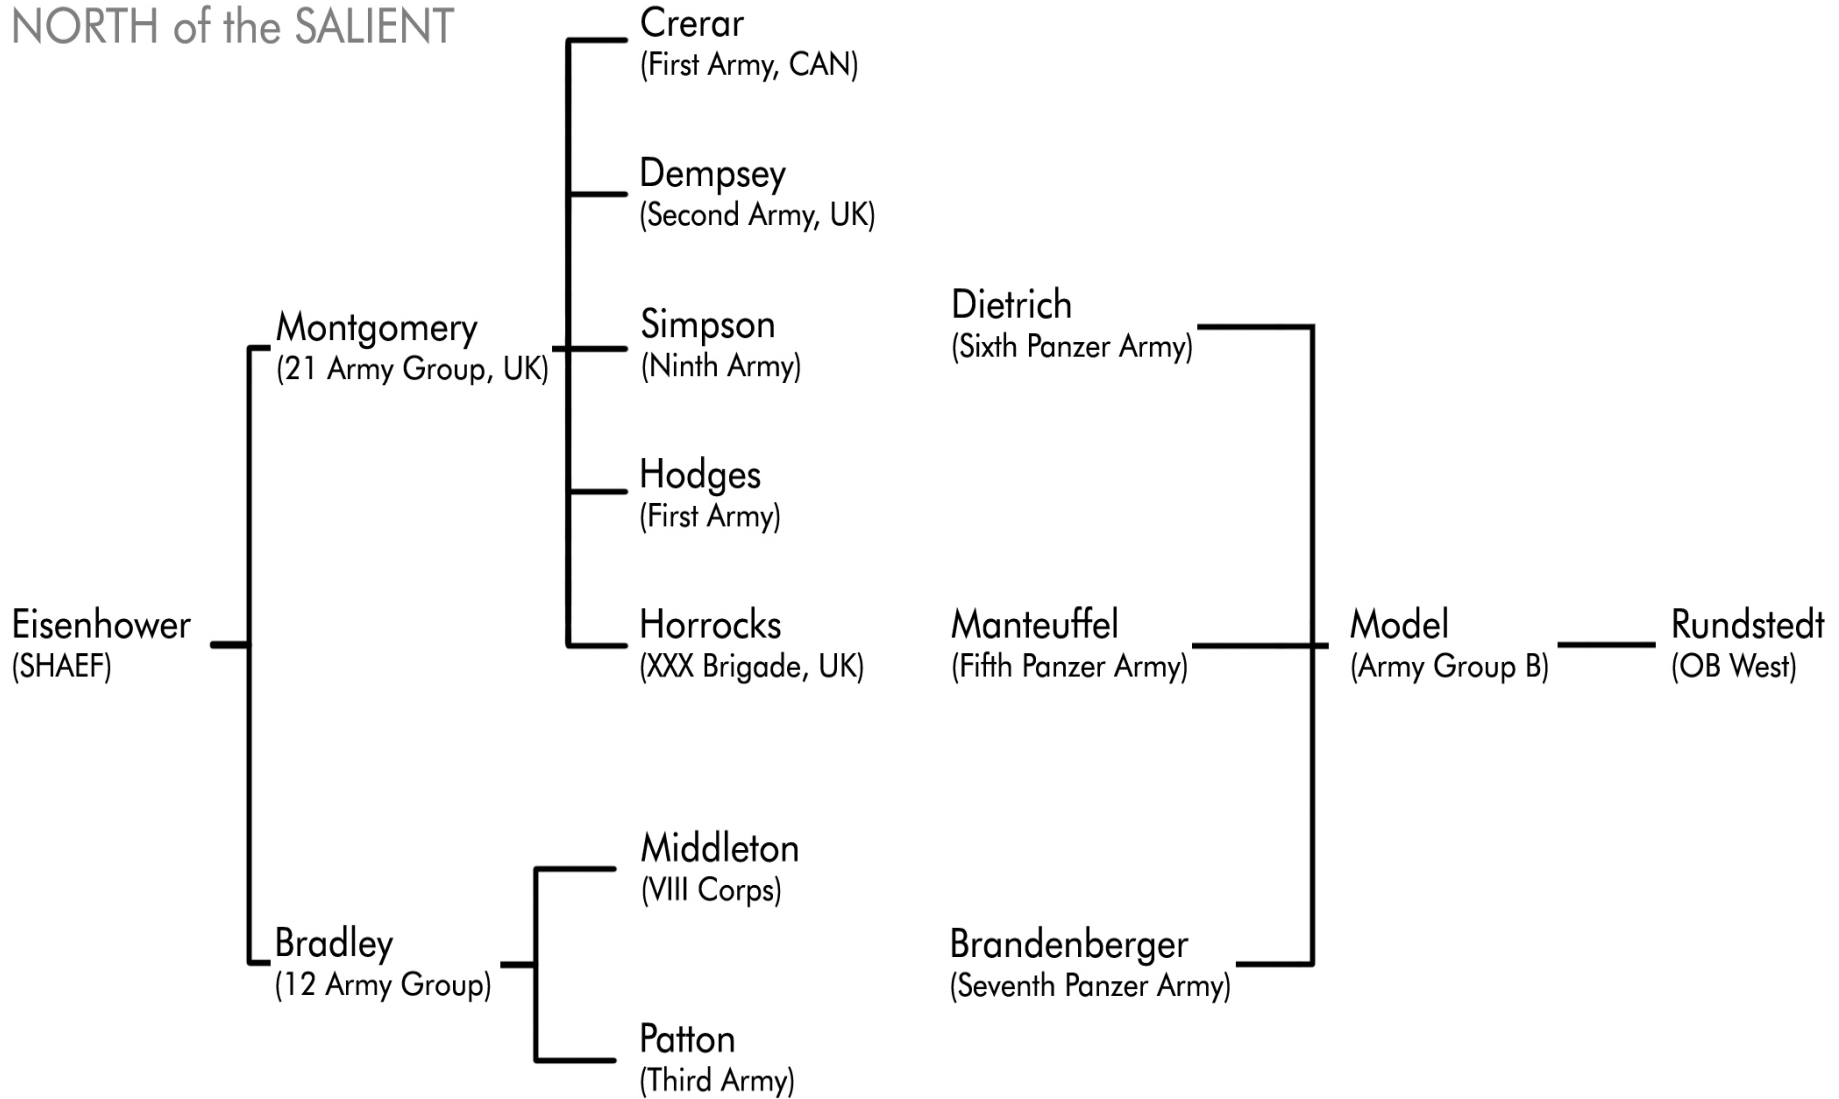 NORTH of the SALIENT
Crerar
(First Army, CAN)
Dempsey
(Second Army, UK)
Simpson
(Ninth Army)
Hodges
(First Army)
Horrocks
(XXX Brigade, UK)
Montgomery
(21 Army Group, UK)
Eisenhower
(SHAEF)
Bradley
(12 Army Group)
Middleton
(VIII Corps)
Patton
(Third Army)
Dietrich
(Sixth Panzer Army)
Manteuffel
(Fifth Panzer Army)
Brandenberger
(Seventh Panzer Army)
Model
(Army Group B)
Rundstedt
(OB West)